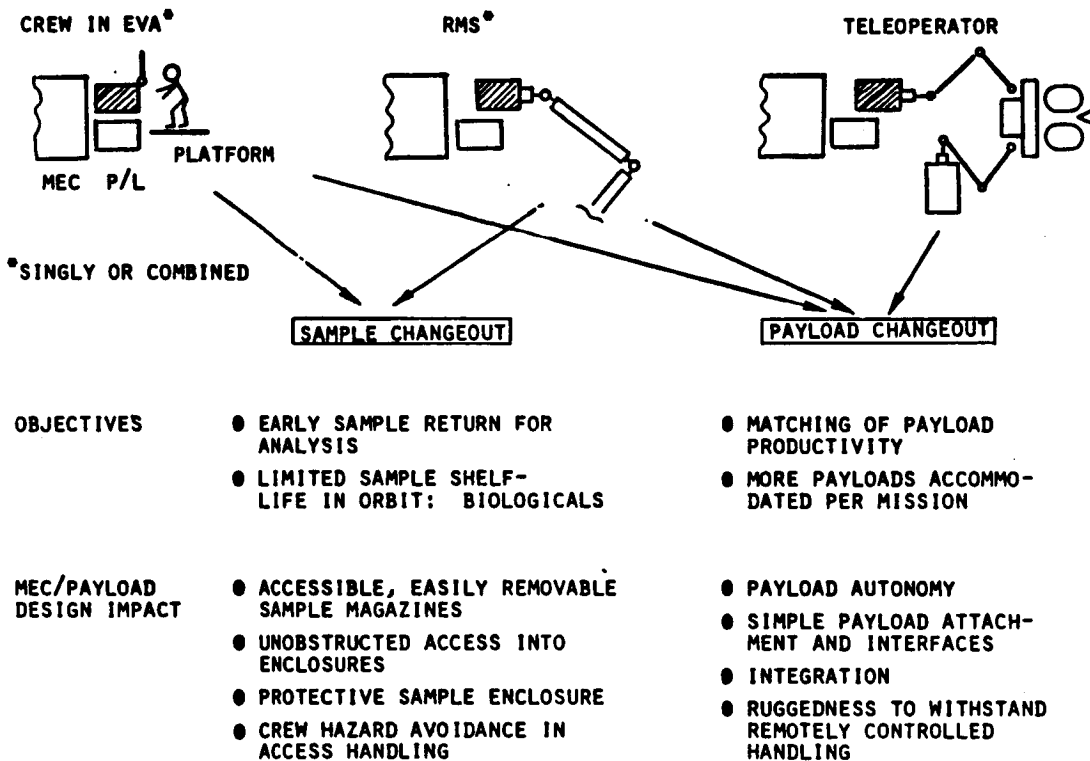 CREW IN EVA*
RMS*
TELEOPERATOR
PLATFORM
MEC P/L
*SINGLY OR COMBINED
SAMPLE CHANGEOUT
PAYLOAD CHANGEOUT
OBJECTIVES
● EARLY SAMPLE RETURN FOR
ANALYSIS
● LIMITED SAMPLE SHELF-
LIFE IN ORBIT: BIOLOGICALS
● MATCHING OF PAYLOAD
PRODUCTIVITY
● MORE PAYLOADS ACCOMMO-
DATED PER MISSION
MEC/PAYLOAD
DESIGN IMPACT
● ACCESSIBLE, EASILY REMOVABLE
SAMPLE MAGAZINES
● UNOBSTRUCTED ACCESS INTO
ENCLOSURES
● PROTECTIVE SAMPLE ENCLOSURE
● CREW HAZARD AVOIDANCE IN
ACCESS HANDLING
● PAYLOAD AUTONOMY
● SIMPLE PAYLOAD ATTACH-
MENT AND INTERFACES
● INTEGRATION
● RUGGEDNESS TO WITHSTAND
REMOTELY CONTROLLED
HANDLING